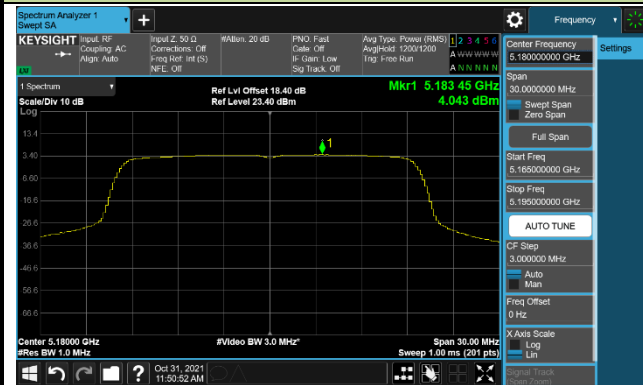 Spectrum Analyzer 1
Swept SA
Frequency
KEYSIGHT
Input: RF
Coupling: AC
Align: Auto
Input Z: 50 Ω
Corrections: Off
Freq Ref: Int (S)
NFE: Off
#Atten: 20 dB
PNO: Fast
Gate: Off
IF Gain: Low
Sig Track: Off
Avg Type: Power (RMS)
Avg|Hold: 1200/1200
Trig: Free Run
1 2 3 4 5 6
A W W W W W
A N N N N N
1 Spectrum
Scale/Div 10 dB
Ref Lvl Offset 18.40 dB
Ref Level 23.40 dBm
Mkr1 5.183 45 GHz
4.043 dBm
Log
13.4
3.40
-6.60
-16.6
-26.6
-36.6
-46.6
-56.6
-66.6
1
Center 5.18000 GHz
#Res BW 1.0 MHz
#Video BW 3.0 MHz*
Span 30.00 MHz
Sweep 1.00 ms (201 pts)
Oct 31, 2021
11:50:52 AM
Center Frequency
5.180000000 GHz
Span
30.0000000 MHz
Swept Span
Zero Span
Full Span
Start Freq
5.165000000 GHz
Stop Freq
5.195000000 GHz
AUTO TUNE
CF Step
3.000000 MHz
Auto
Man
Freq Offset
0 Hz
X Axis Scale
Log
Lin
Signal Track
(Span Zoom)
Settings